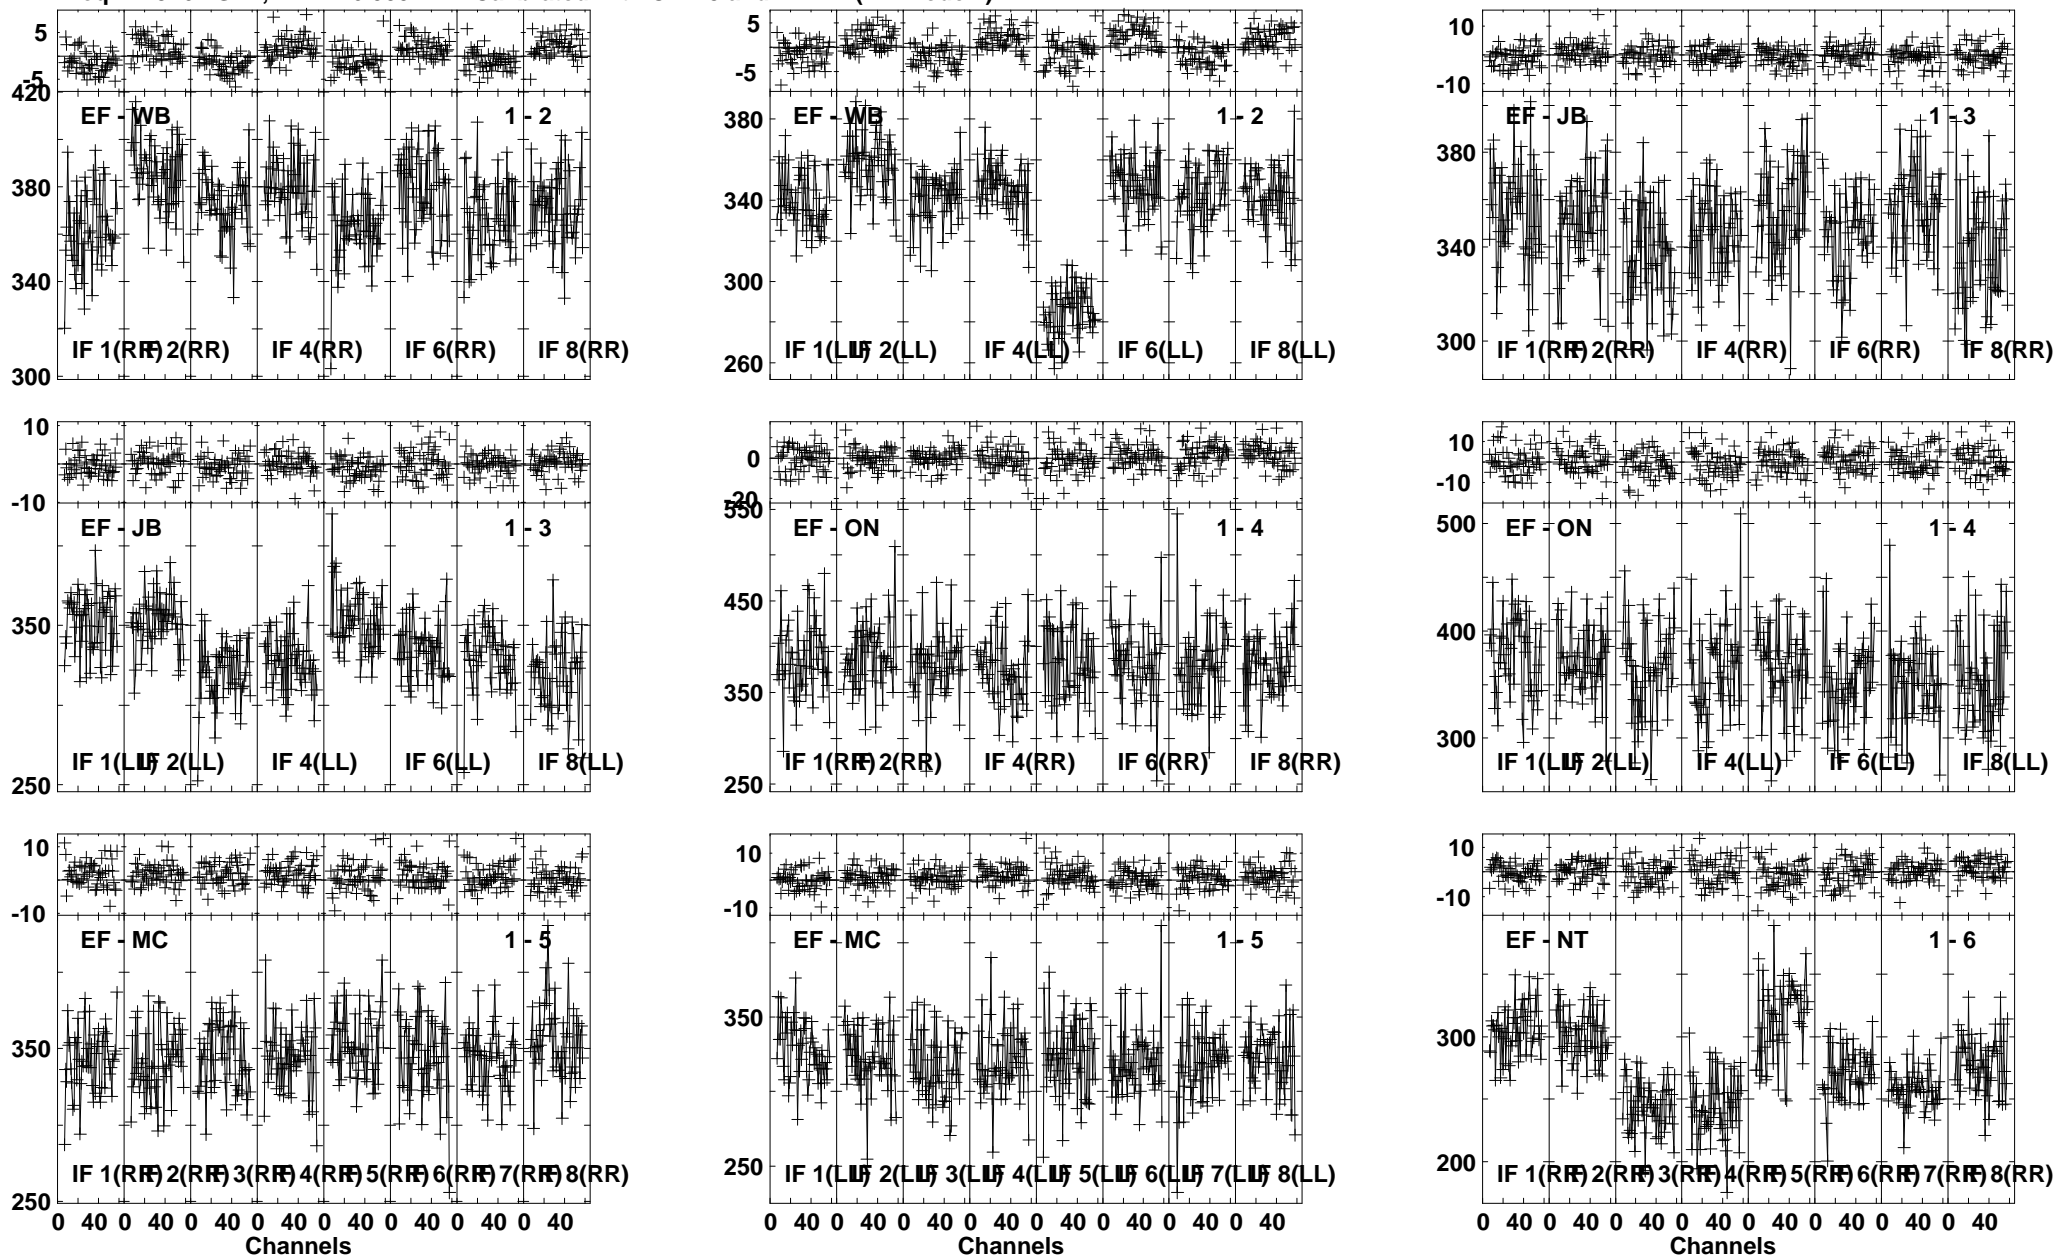 5
-5
420
EF - WB
1 - 2
380
340
300
IF 1(RR)
IF 2(RR)
IF 4(RR)
IF 6(RR)
IF 8(RR)
5
-5
EF - WB
1 - 2
380
340
300
260
IF 1(LL)
IF 2(LL)
IF 4(LL)
IF 6(LL)
IF 8(LL)
10
-10
EF - JB
1 - 3
380
340
300
IF 1(RR)
IF 2(RR)
IF 4(RR)
IF 6(RR)
IF 8(RR)
10
-10
EF - JB
1 - 3
350
250
IF 1(LL)
IF 2(LL)
IF 4(LL)
IF 6(LL)
IF 8(LL)
0
-20
550
EF - ON
1 - 4
450
350
250
IF 1(RR)
IF 2(RR)
IF 4(RR)
IF 6(RR)
IF 8(RR)
10
-10
EF - ON
1 - 4
500
400
300
IF 1(LL)
IF 2(LL)
IF 4(LL)
IF 6(LL)
IF 8(LL)
10
-10
EF - MC
1 - 5
350
250
IF 1(RR)
IF 2(RR)
IF 3(RR)
IF 4(RR)
IF 5(RR)
IF 6(RR)
IF 7(RR)
IF 8(RR)
0 40 0 40 0 40 0 40 0 40 0 40 0 40 0 40
Channels
10
-10
EF - MC
1 - 5
350
250
IF 1(LL)
IF 2(LL)
IF 3(LL)
IF 4(LL)
IF 5(LL)
IF 6(LL)
IF 7(LL)
IF 8(LL)
0 40 0 40 0 40 0 40 0 40 0 40 0 40 0 40
Channels
10
-10
EF - NT
1 - 6
300
200
IF 1(RR)
IF 2(RR)
IF 3(RR)
IF 4(RR)
IF 5(RR)
IF 6(RR)
IF 7(RR)
IF 8(RR)
0 40 0 40 0 40 0 40 0 40 0 40 0 40 0 40
Channels